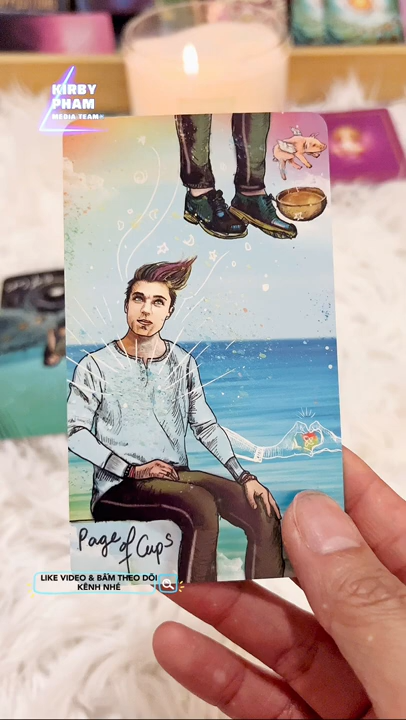 KIRBY
PHAM
MEDIA TEAM
Page of Cups
LIKE VIDEO & BẤM THEO DÕI
KÊNH NHÉ